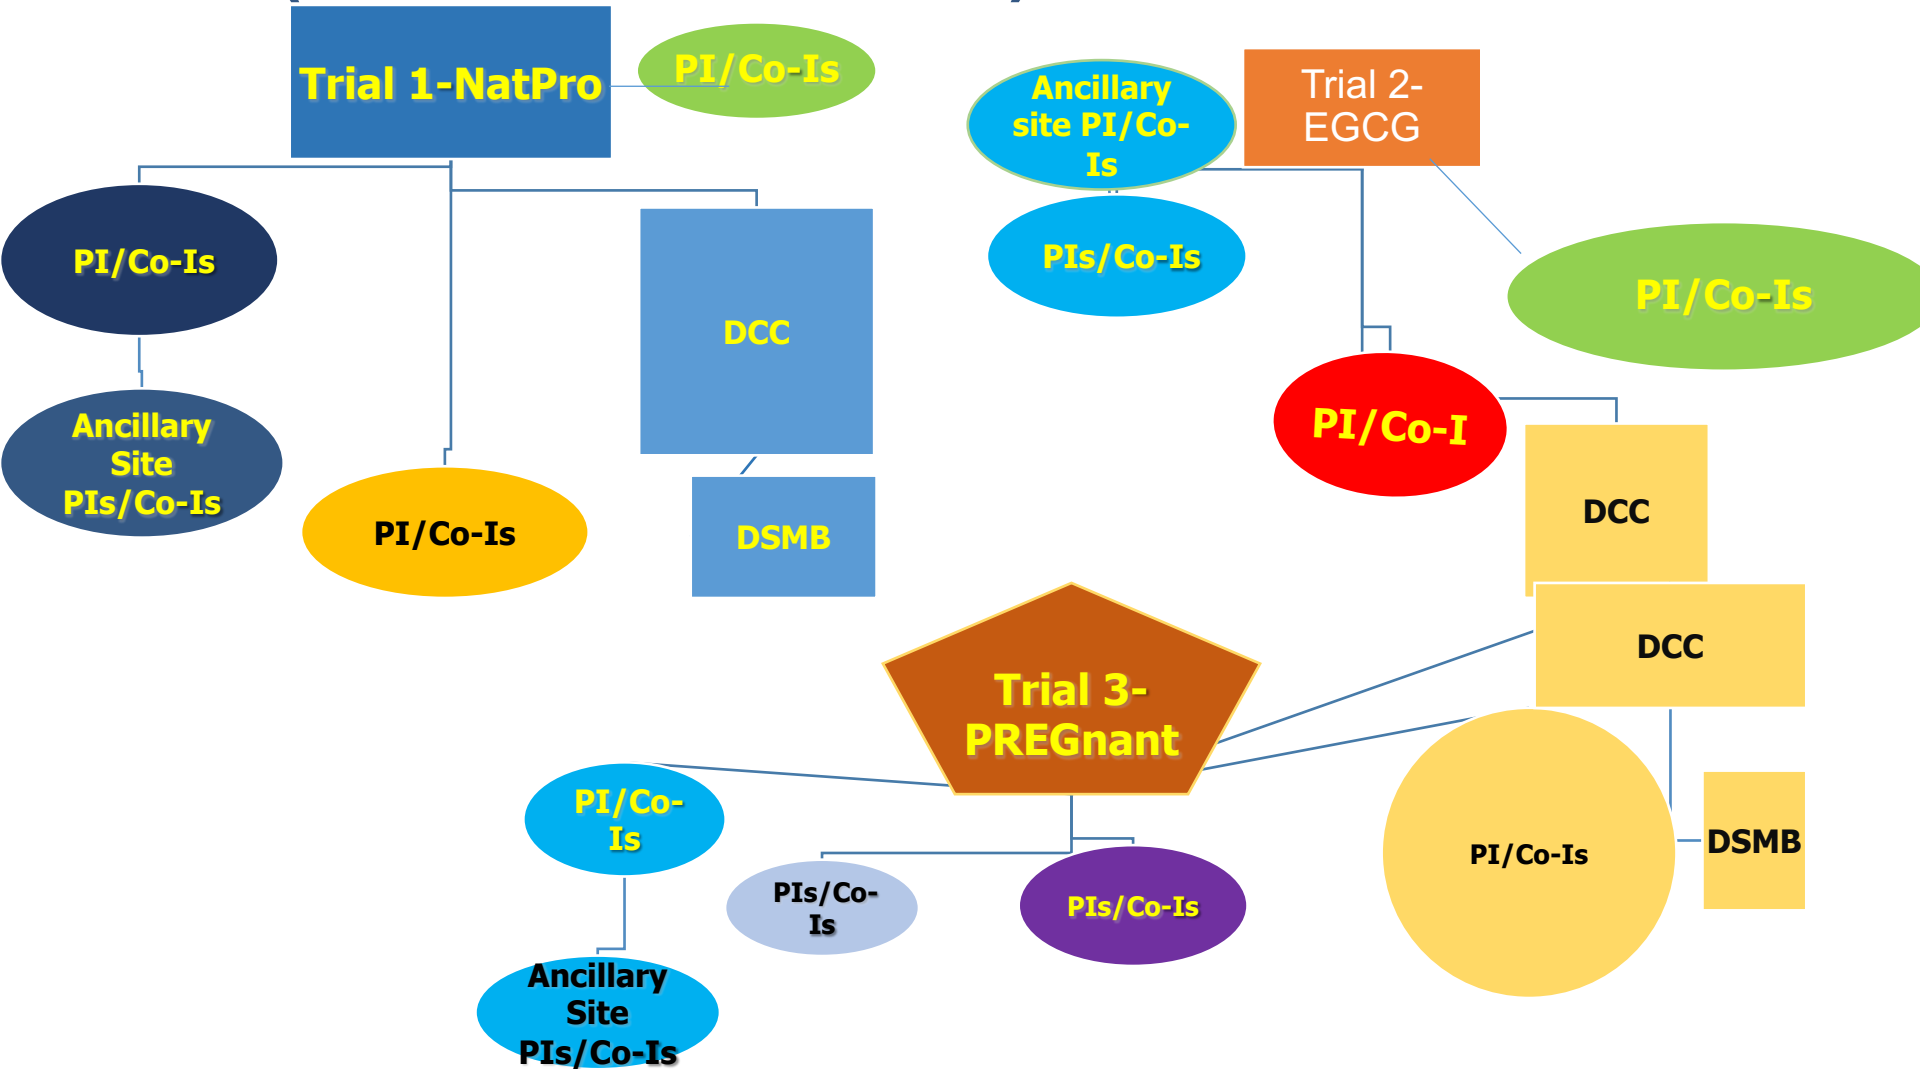 Trial 1-NatPro
PI/Co-Is
PI/Co-Is
Ancillary
Site
PIs/Co-Is
PI/Co-Is
DCC
DSMB
Ancillary
site PI/Co-
Is
PIs/Co-Is
Trial 2-
EGCG
PI/Co-Is
PI/Co-I
DCC
DCC
Trial 3-
PREGnant
PI/Co-
Is
Ancillary
Site
PIs/Co-Is
PIs/Co-
Is
PIs/Co-Is
PI/Co-Is
DSMB